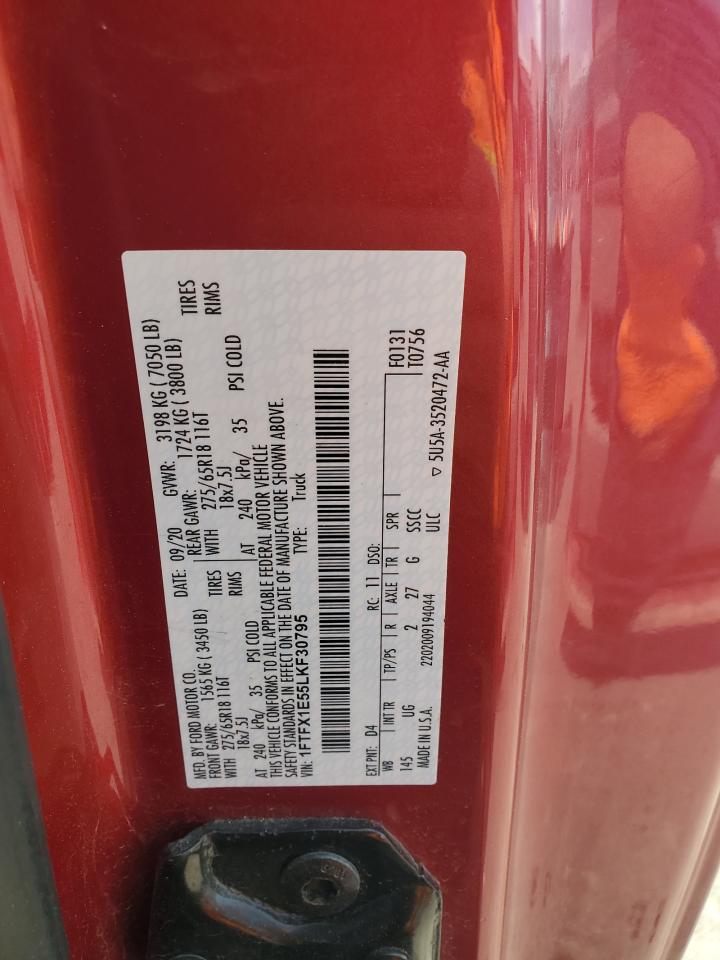 MFD. BY FORD MOTOR CO.
DATE: 09/20 GVWR: 3198 KG ( 7050 LB)
FRONT GAWR: 1565 KG ( 3450 LB) REAR GAWR: 1724 KG ( 3800 LB)
WITH 275/65R18 116T TIRES WITH 275/65R18 116T TIRES
18x7.5J RIMS 18x7.5J RIMS
AT 240 kPa/ 35 PSI COLD AT 240 kPa/ 35 PSI COLD
THIS VEHICLE CONFORMS TO ALL APPLICABLE FEDERAL MOTOR VEHICLE
SAFETY STANDARDS IN EFFECT ON THE DATE OF MANUFACTURE SHOWN ABOVE.
VIN: 1FTFX1E55LKF30795 TYPE: Truck
EXT PNT: D4 RC: 11 DSO: F0131
WB INT TR TP/PS R AXLE TR SPR T0756
145 UG 2 27 G SSCC
MADE IN U.S.A. 2202009194044 ULC ▽ 5U5A-3520472-AA